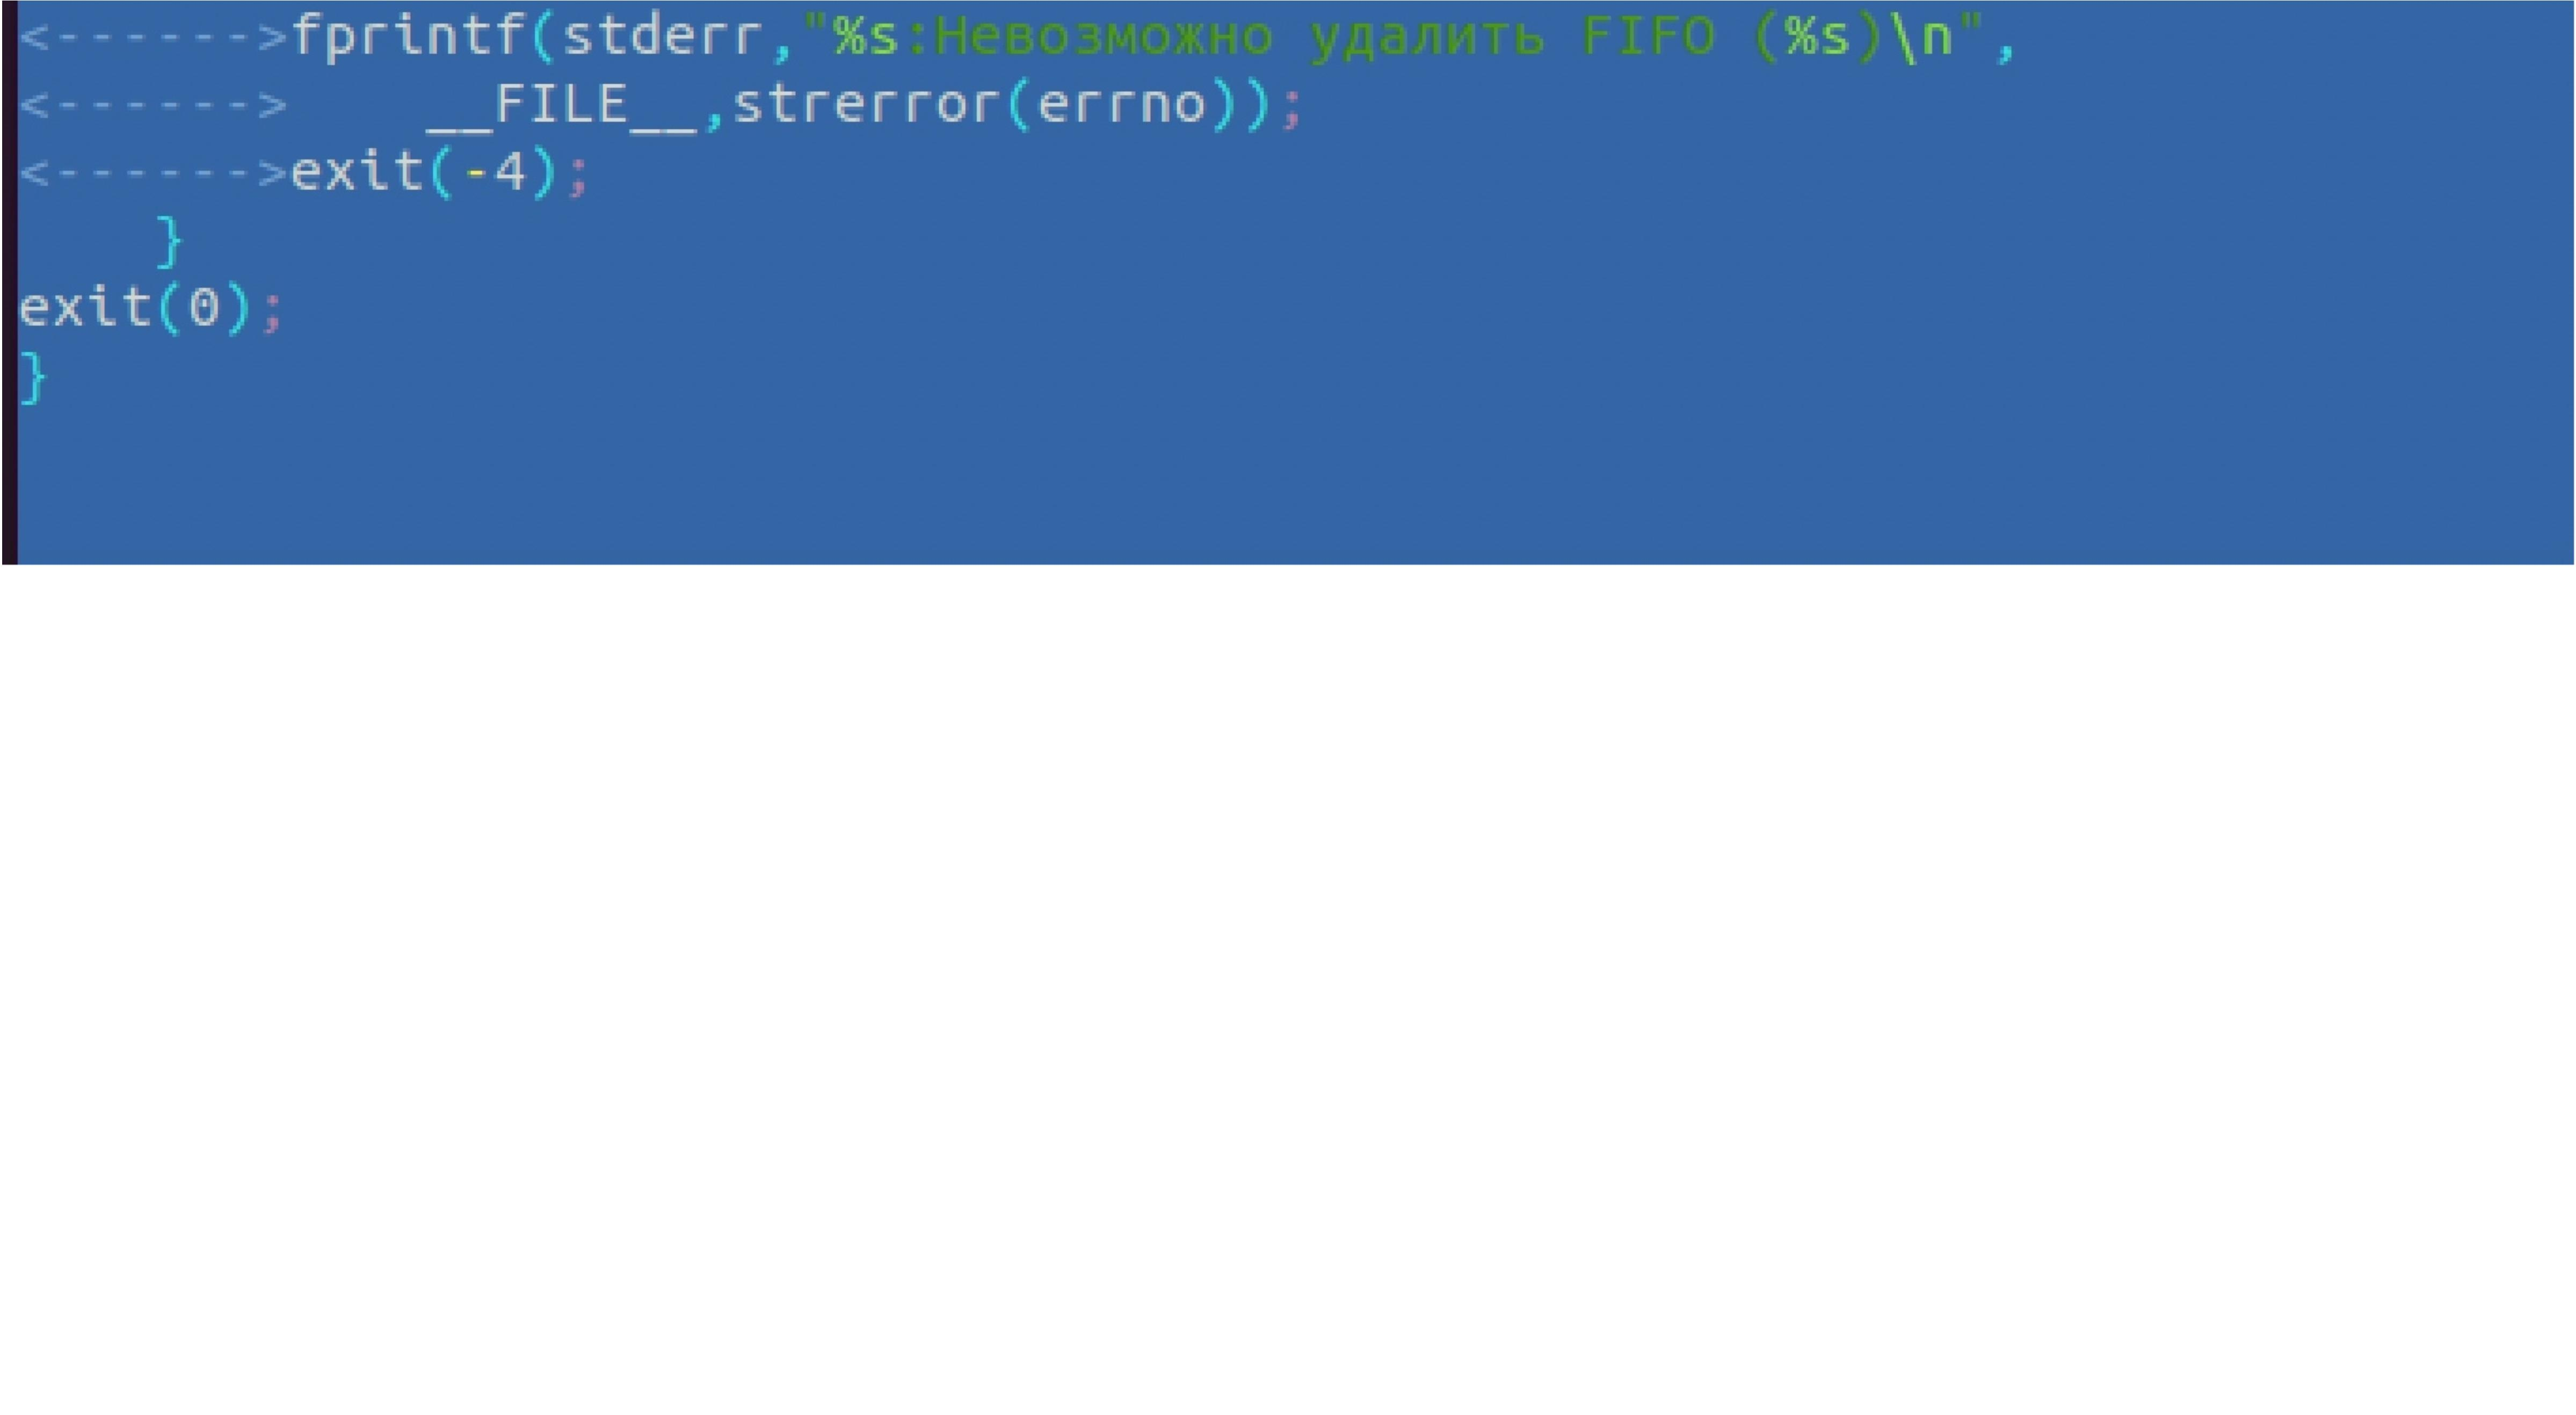 <------>fprintf(stderr,"%s:Невозможно удалить FIFO (%s)\n",
<------>    __FILE__,strerror(errno));
<------>exit(-4);
    }
exit(0);
}